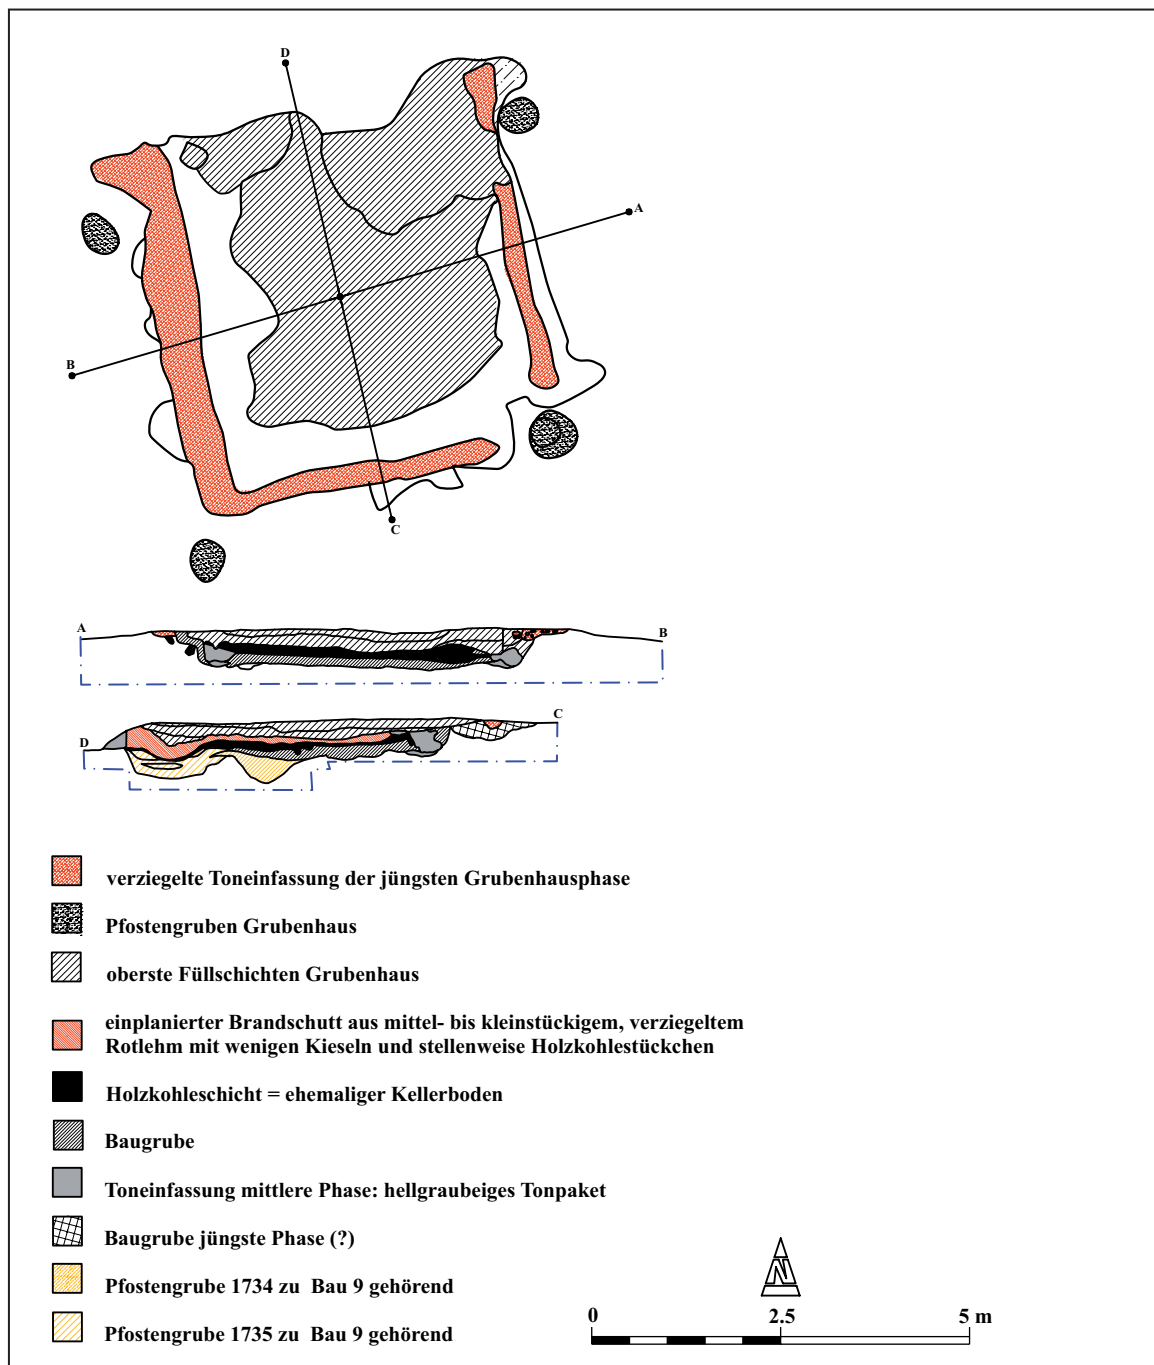 D
A
B
C
A
B
C
D
verziegelte Toneinfassung der jüngsten Grubenhausphase
Pfostengruben Grubenhaus
oberste Füllschichten Grubenhaus
einplanierter Brandschutt aus mittel- bis kleinstückigem, verziegeltem
Rotlehm mit wenigen Kieseln und stellenweise Holzkohlestückchen
Holzkohleschicht = ehemaliger Kellerboden
Baugrube
Toneinfassung mittlere Phase: hellgraubeiges Tonpaket
Baugrube jüngste Phase (?)
Pfostengrube 1734 zu Bau 9 gehörend
Pfostengrube 1735 zu Bau 9 gehörend
N
0 2.5 5 m